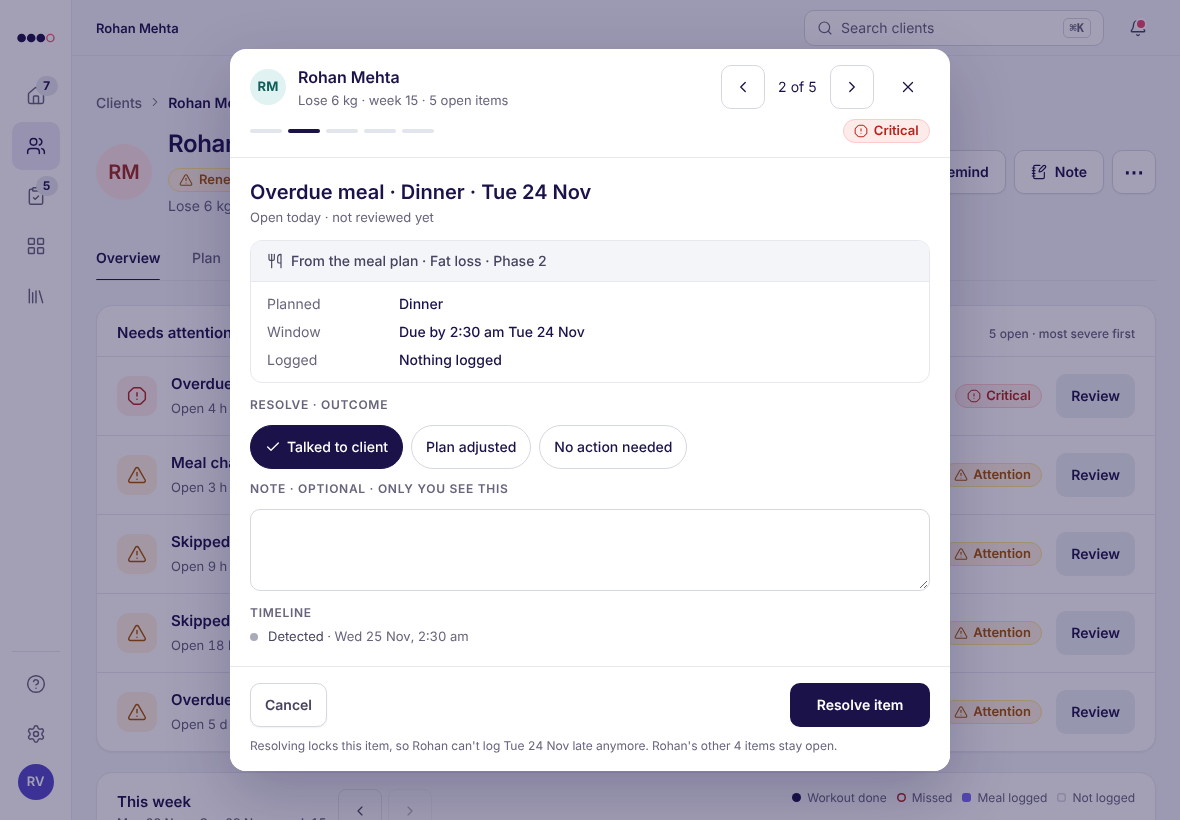 Rohan Mehta
Search clients
⌘K
7
5
Clients
Rohan Me
RM
Rohan
Rene
Lose 6 kg
emind
Note
Overview
Plan
Needs attention
5 open · most severe first
Overdue
Open 4 h
Critical
Review
Meal cha
Open 3 h
Attention
Review
Skipped
Open 9 h
Attention
Review
Skipped
Open 18 h
Attention
Review
Overdue
Open 5 d
Attention
Review
RV
This week
Workout done
Missed
Meal logged
Not logged
RM
Rohan Mehta
Lose 6 kg · week 15 · 5 open items
2 of 5
Critical
Overdue meal · Dinner · Tue 24 Nov
Open today · not reviewed yet
From the meal plan · Fat loss · Phase 2
Planned
Dinner
Window
Due by 2:30 am Tue 24 Nov
Logged
Nothing logged
RESOLVE · OUTCOME
Talked to client
Plan adjusted
No action needed
NOTE · OPTIONAL · ONLY YOU SEE THIS
TIMELINE
Detected · Wed 25 Nov, 2:30 am
Cancel
Resolve item
Resolving locks this item, so Rohan can't log Tue 24 Nov late anymore. Rohan's other 4 items stay open.